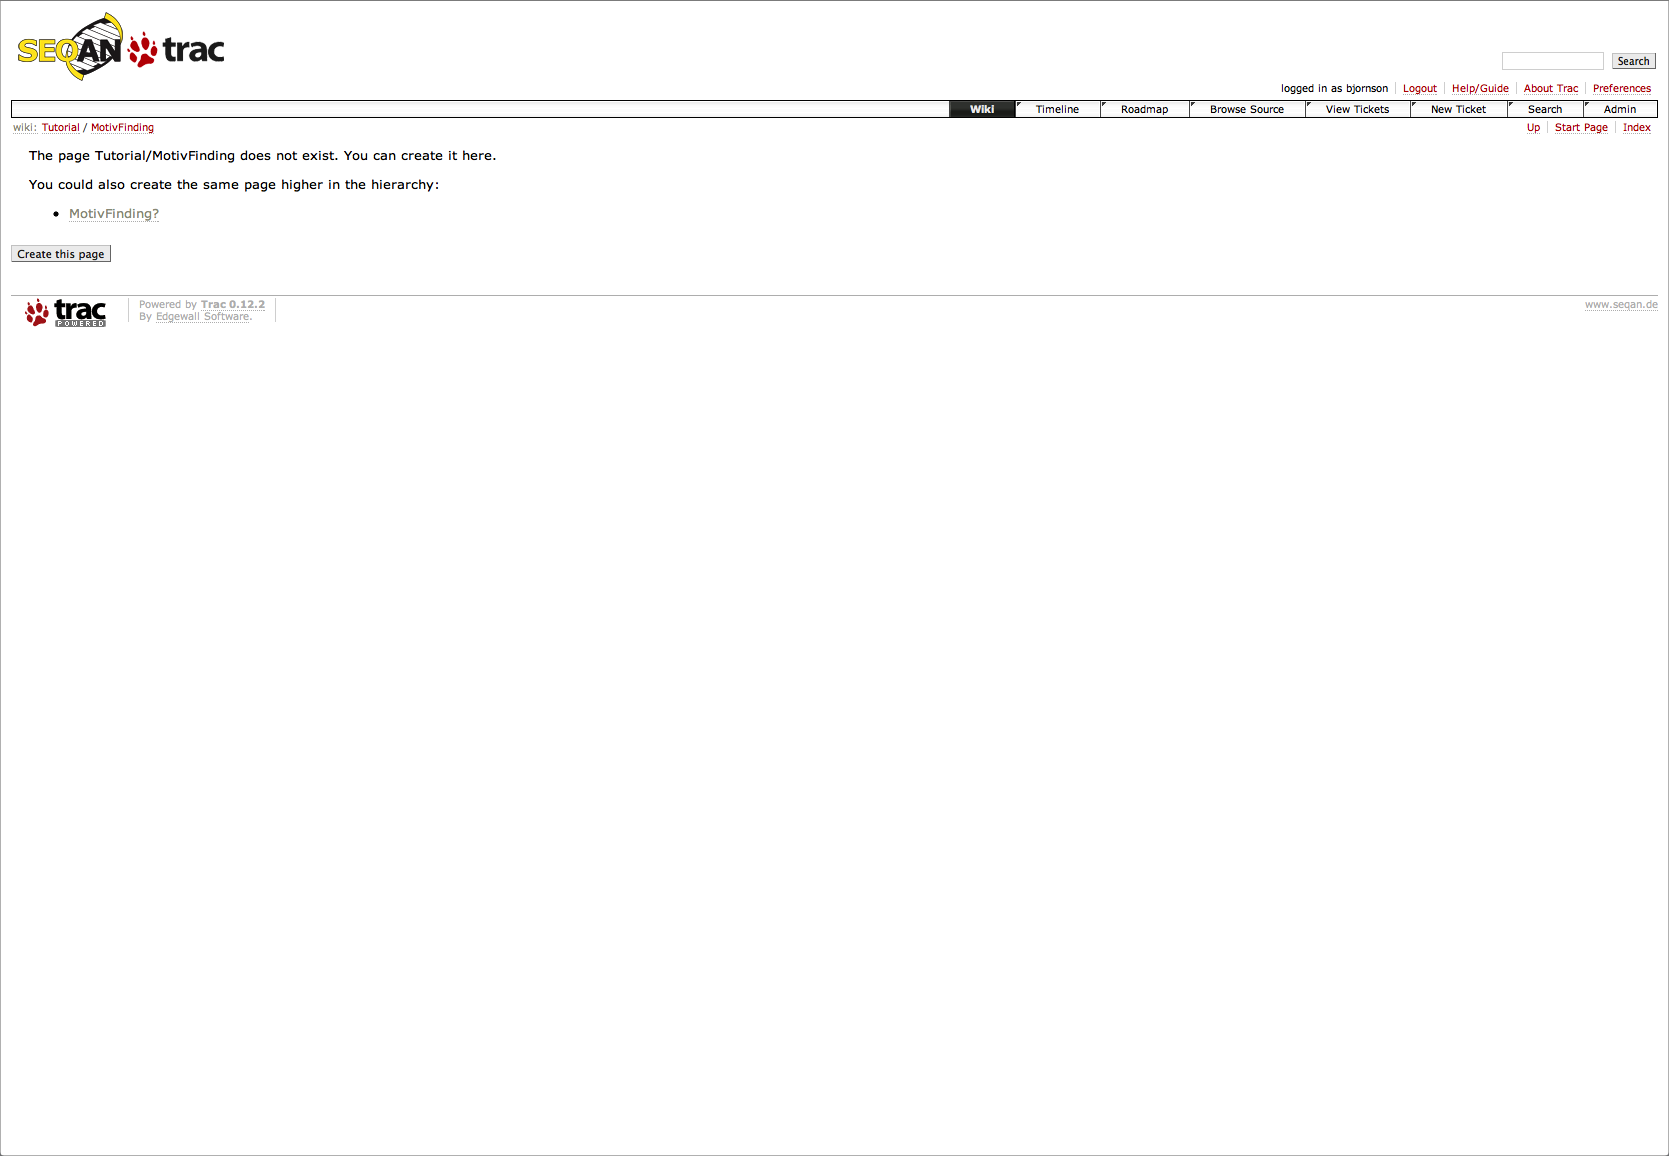 SEQAN trac
Search
logged in as bjornson Logout Help/Guide About Trac Preferences
Wiki Timeline Roadmap Browse Source View Tickets New Ticket Search Admin
wiki: Tutorial / MotivFinding Up Start Page Index
The page Tutorial/MotivFinding does not exist. You can create it here.
You could also create the same page higher in the hierarchy:
MotivFinding?
Create this page
trac POWERED
Powered by Trac 0.12.2
By Edgewall Software.
www.seqan.de